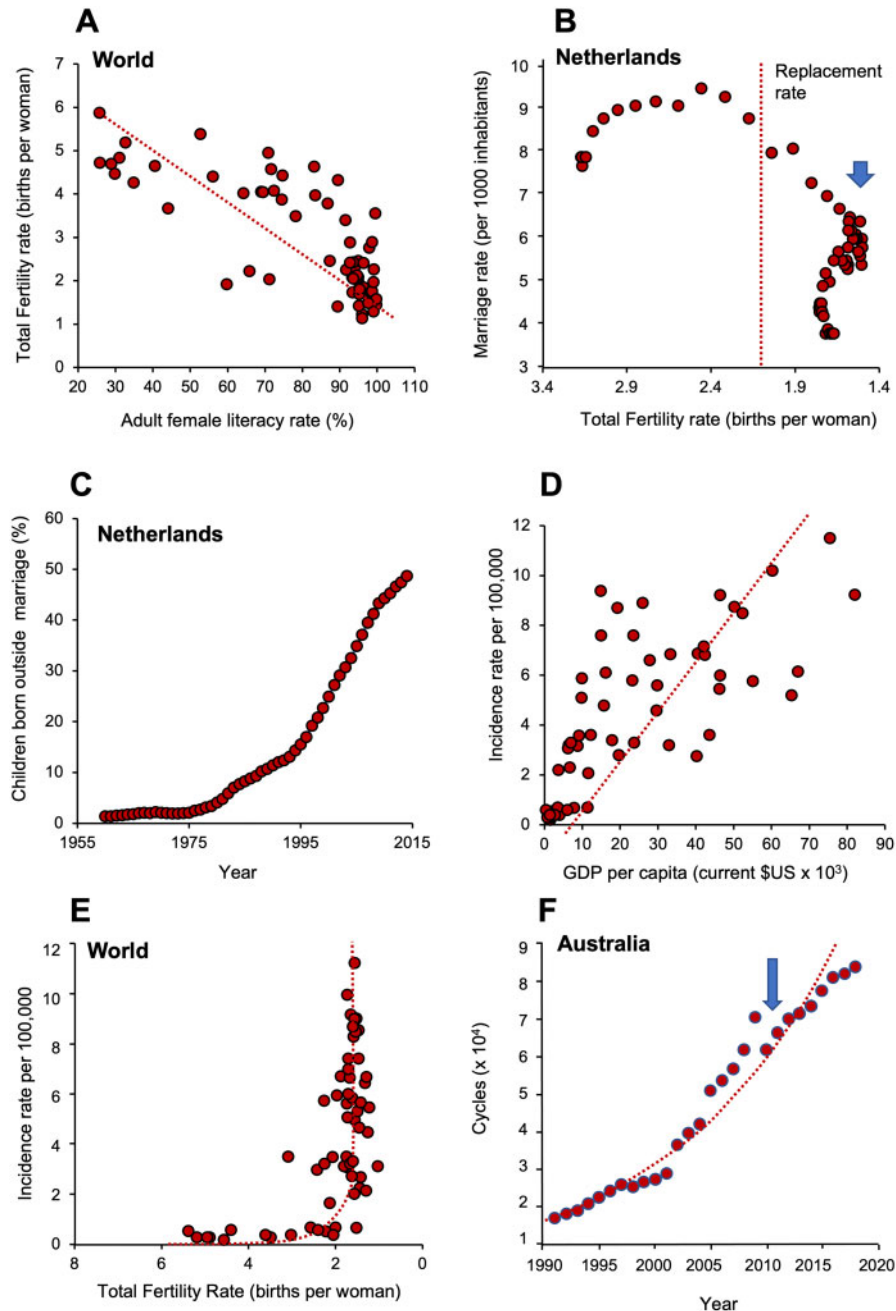 A
World
Total Fertility rate (births per woman)
7
6
5
4
3
2
1
0
20 30 40 50 60 70 80 90 100 110
Adult female literacy rate (%)
B
Netherlands
Replacement
rate
Marriage rate (per 1000 inhabitants)
10
9
8
7
6
5
4
3
3.4 2.9 2.4 1.9 1.4
Total Fertility rate (births per woman)
C
Netherlands
Children born outside marriage (%)
60
50
40
30
20
10
0
1955 1975 1995 2015
Year
D
Incidence rate per 100,000
12
10
8
6
4
2
0
0 10 20 30 40 50 60 70 80 90
GDP per capita (current $US x 10³)
E
World
Incidence rate per 100,000
12
10
8
6
4
2
0
8 6 4 2 0
Total Fertility Rate (births per woman)
F
Australia
Cycles (x 10⁴)
9
8
7
6
5
4
3
2
1
1990 1995 2000 2005 2010 2015 2020
Year